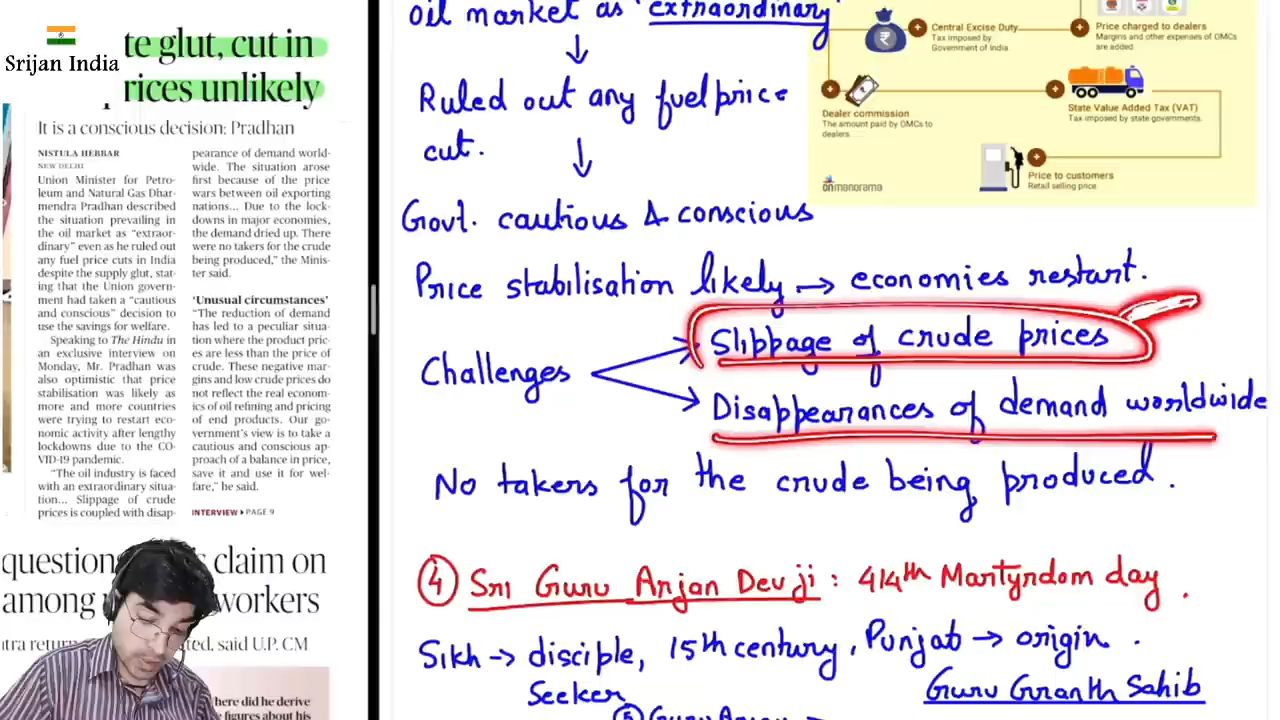 Srijan India
te glut, cut in
rices unlikely
It is a conscious decision: Pradhan
NISTULA HEBBAR
NEW DELHI
Union Minister for Petro-
leum and Natural Gas Dhar-
mendra Pradhan described
the situation prevailing in
the oil market as "extraor-
dinary" even as he ruled out
any fuel price cuts in India
despite the supply glut, stat-
ing that the Union govern-
ment had taken a "cautious
and conscious" decision to
use the savings for welfare.
Speaking to The Hindu in
an exclusive interview on
Monday, Mr. Pradhan was
also optimistic that price
stabilisation was likely as
more and more countries
were trying to restart eco-
nomic activity after lengthy
lockdowns due to the CO-
VID-19 pandemic.
"The oil industry is faced
with an extraordinary situa-
tion... Slippage of crude
prices is coupled with disap-
pearance of demand world-
wide. The situation arose
first because of the price
wars between oil exporting
nations... Due to the lock-
downs in major economies,
the demand dried up. There
were no takers for the crude
being produced," the Minis-
ter said.
'Unusual circumstances'
"The reduction of demand
has led to a peculiar situa-
tion where the product pric-
es are less than the price of
crude. These negative mar-
gins and low crude prices do
not reflect the real econom-
ics of oil refining and pricing
of end products. Our go-
vernment's view is to take a
cautious and conscious ap-
proach of a balance in price,
save it and use it for wel-
fare," he said.
INTERVIEW ▸ PAGE 9
question claim on
among workers
ed, said U.P. CM
here did he derive
figures about his
oil market as 'extraordinary'
↓
Ruled out any fuel price
cut. ↓
Govt. cautious & conscious
Price stabilisation likely → economies restart.
Challenges → Slippage of crude prices
→ Disappearances of demand worldwide
No takers for the crude being produced.
④ Sri Guru Arjan Dev ji : 414th Martyrdom day.
Sikh → disciple, 15th century, Punjab → origin.
Seeker Guru Granth Sahib
⑤ Guru Arjan →
Central Excise Duty
Tax imposed by
Government of India.
Price charged to dealers
Margins and other expenses of OMCs
are added.
Dealer commission
The amount paid by OMCs to
dealers.
State Value Added Tax (VAT)
Tax imposed by state governments.
Price to customers
Retail selling price
onmanorama